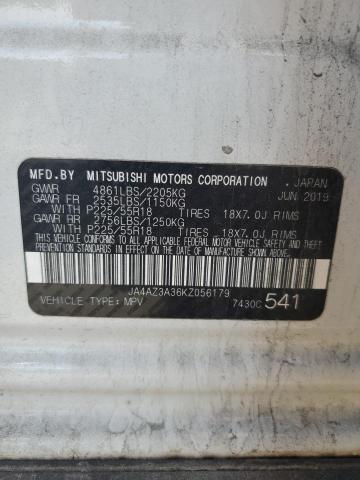 MFD.BY MITSUBISHI MOTORS CORPORATION / JAPAN
GVWR 4861LBS/2205KG JUN 2019
GAWR FR 2535LBS/1150KG
WITH P225/55R18 TIRES 18X7.0J RIMS
GAWR RR 2756LBS/1250KG
WITH P225/55R18 TIRES 18X7.0J RIMS
THIS VEHICLE CONFORMS TO ALL APPLICABLE FEDERAL MOTOR VEHICLE SAFETY AND THEFT PREVENTION STANDARDS IN EFFECT ON THE DATE OF MANUFACTURE SHOWN ABOVE.
JA4AZ3A36KZ056179
VEHICLE TYPE:MPV 7430C 541